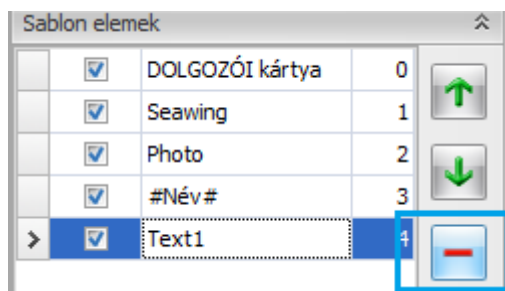 Sablon elemek
DOLGOZÓI kártya 0
Seawing 1
Photo 2
#Név# 3
Text1 4